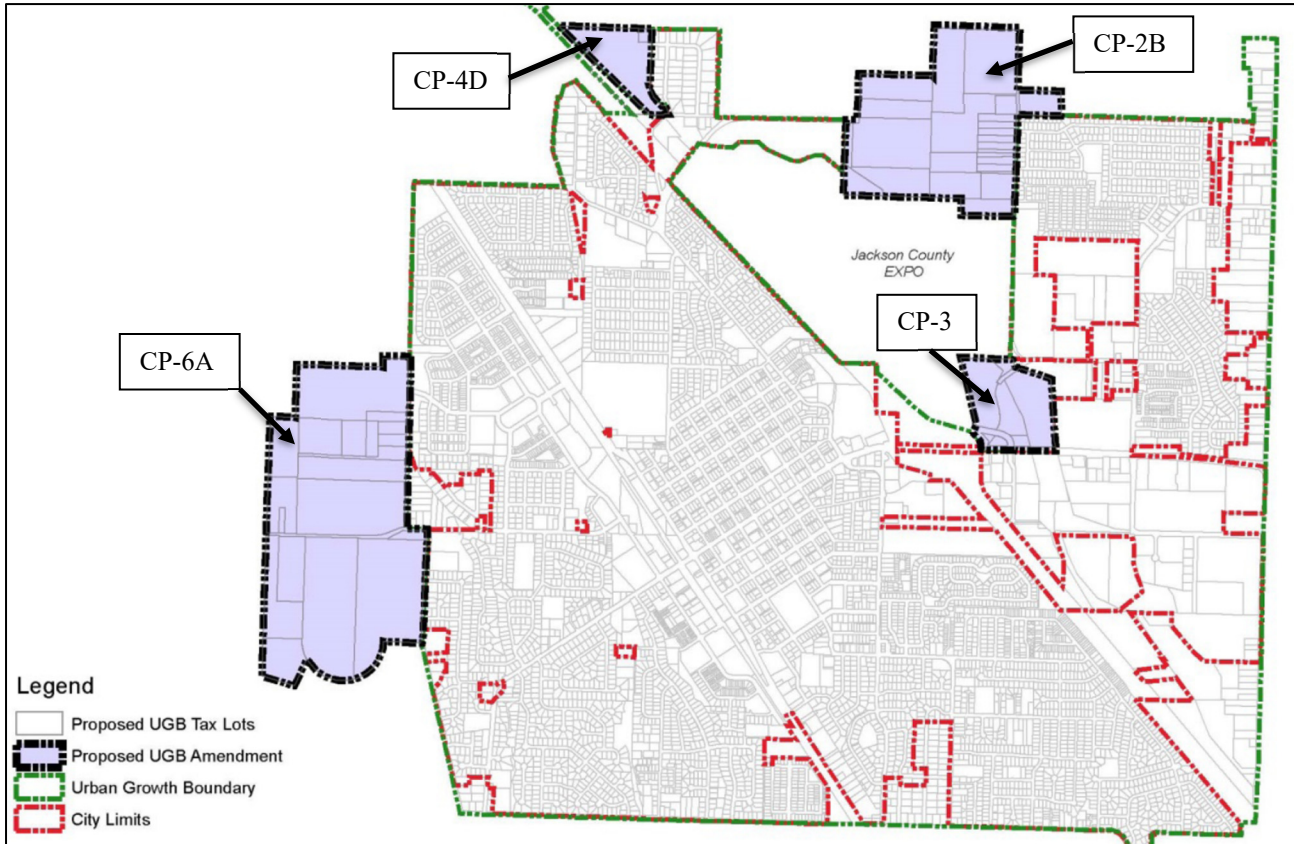 CP-4D
CP-2B
Jackson County
EXPO
CP-3
CP-6A
Legend
Proposed UGB Tax Lots
Proposed UGB Amendment
Urban Growth Boundary
City Limits